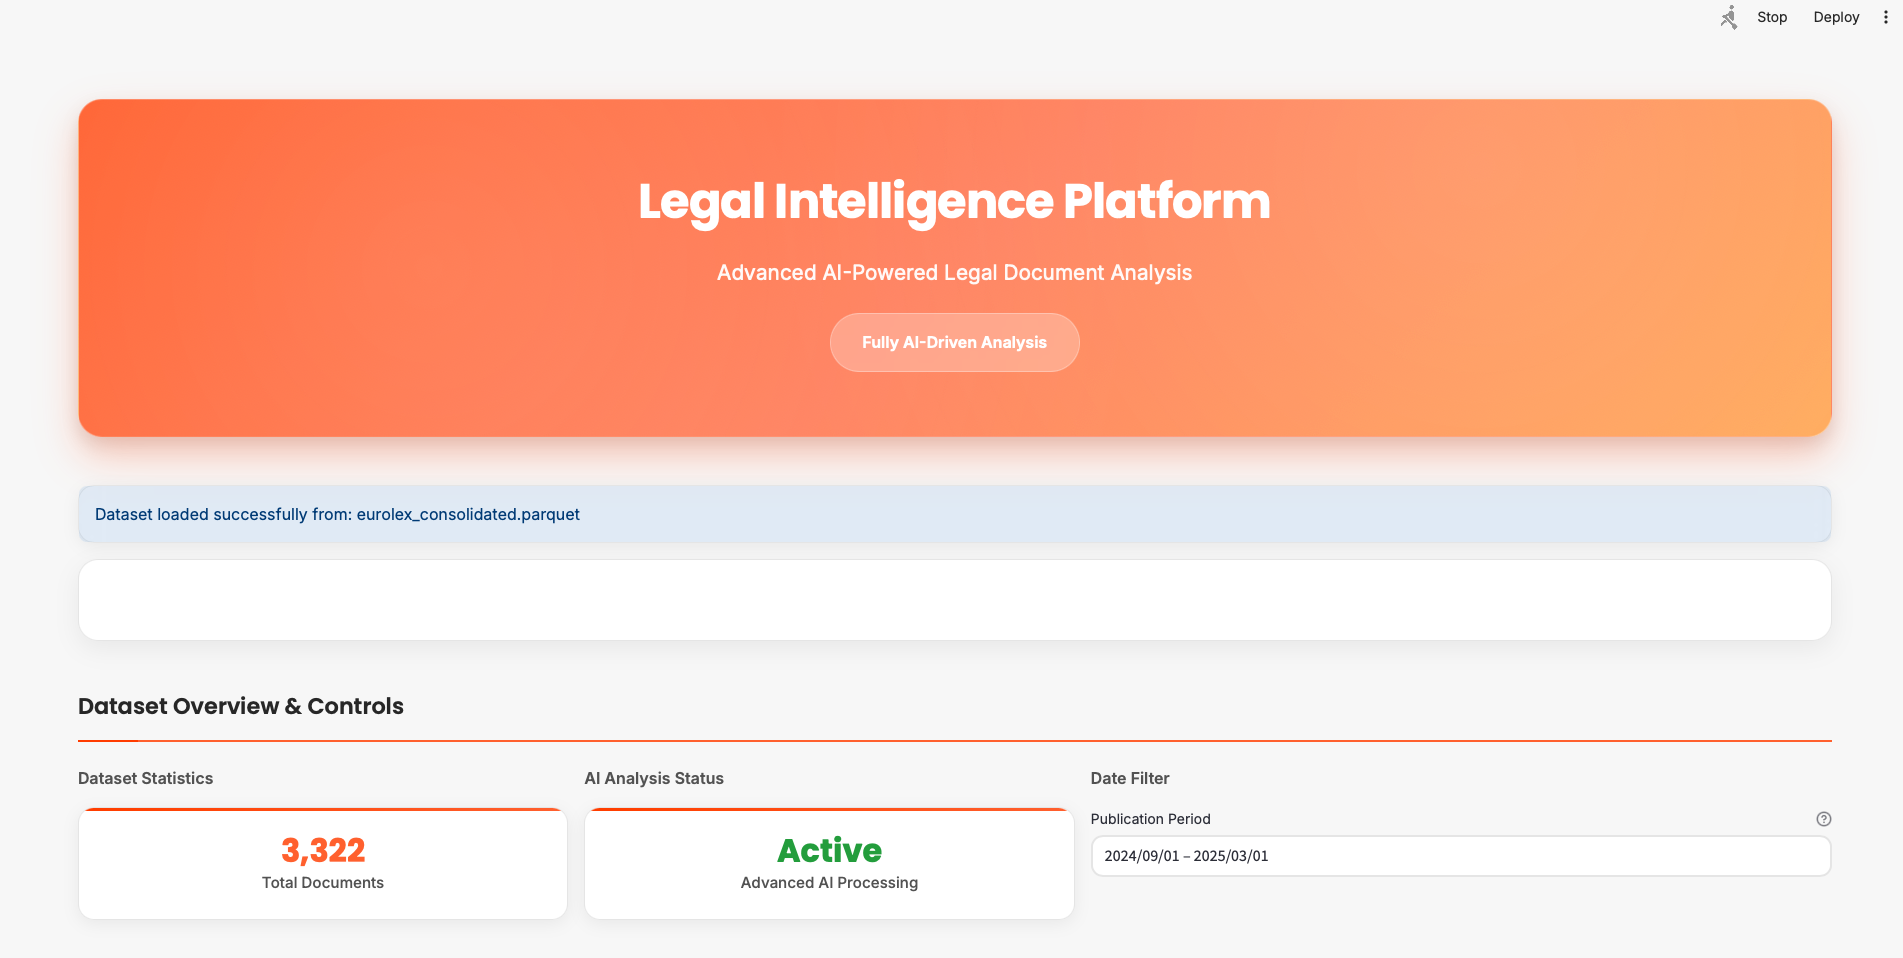 Stop
Deploy
Legal Intelligence Platform
Advanced AI-Powered Legal Document Analysis
Fully AI-Driven Analysis
Dataset loaded successfully from: eurolex_consolidated.parquet
Dataset Overview & Controls
Dataset Statistics
AI Analysis Status
Date Filter
Publication Period
3,322
Total Documents
Active
Advanced AI Processing
2024/09/01 – 2025/03/01